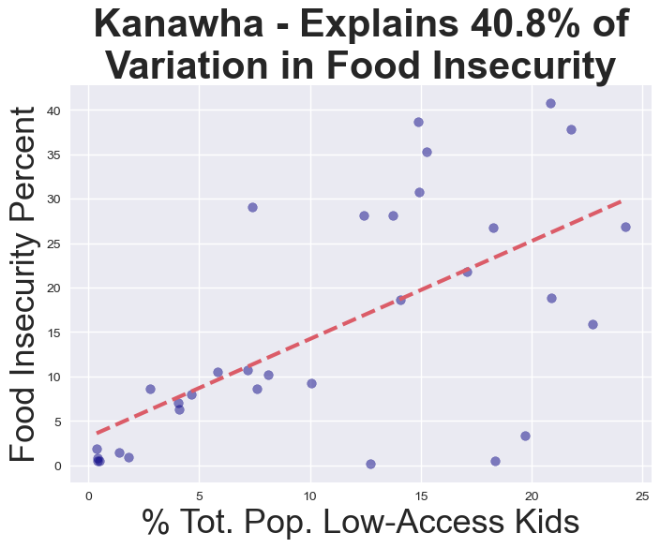 Kanawha - Explains 40.8% of
Variation in Food Insecurity
Food Insecurity Percent
40
35
30
25
20
15
10
5
0
0 5 10 15 20 25
% Tot. Pop. Low-Access Kids